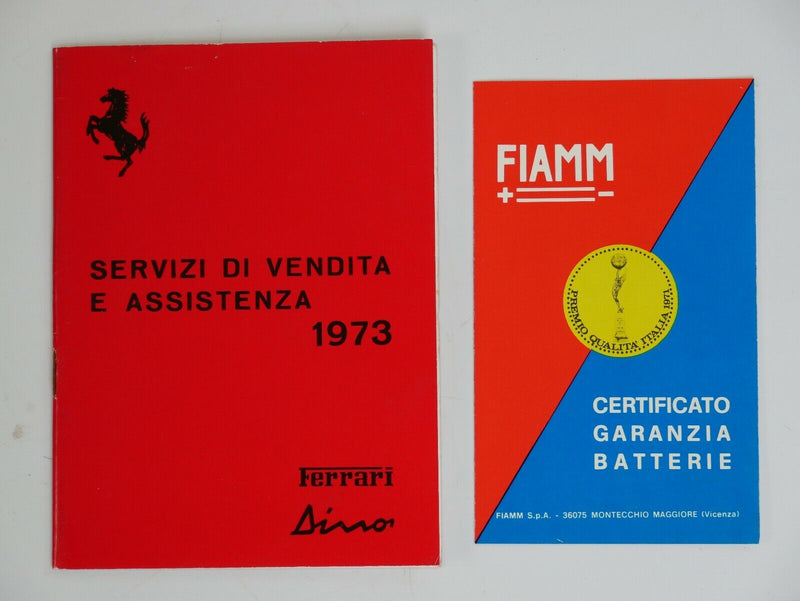 SERVIZI DI VENDITA
E ASSISTENZA
1973
Ferrari
Dino
FIAMM
+ -
PREMIO QUALITA' ITALIA 1971
CERTIFICATO
GARANZIA
BATTERIE
FIAMM S.p.A. - 36075 MONTECCHIO MAGGIORE (Vicenza)